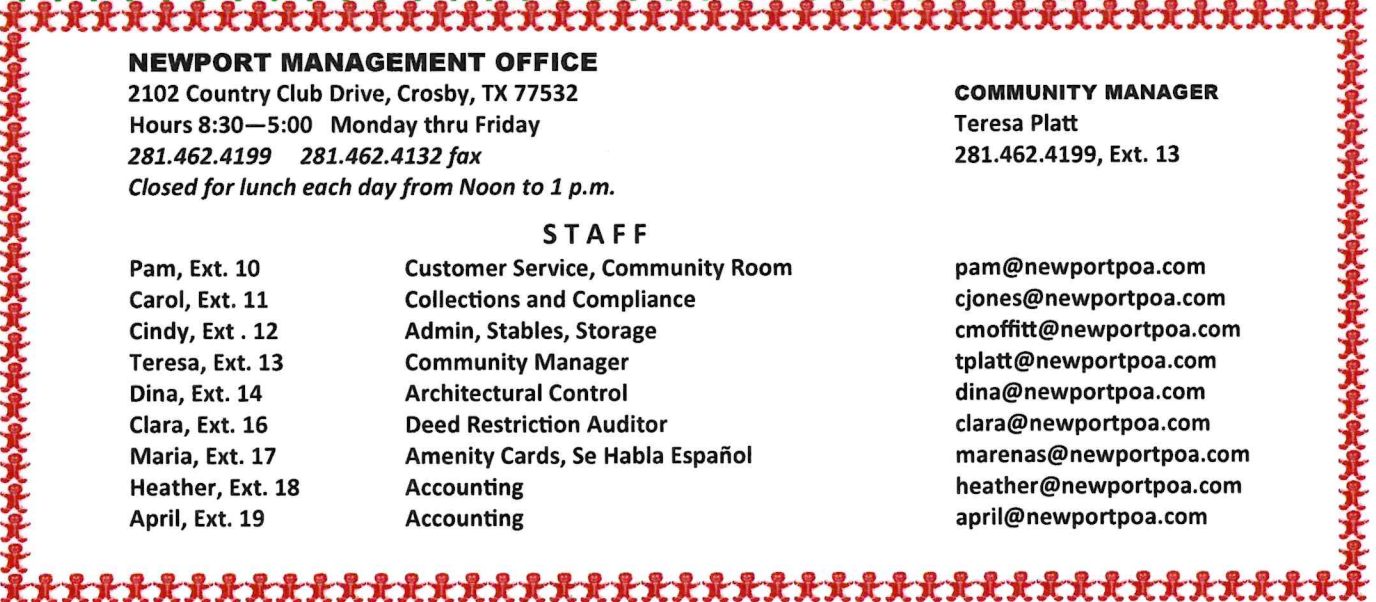 NEWPORT MANAGEMENT OFFICE
2102 Country Club Drive, Crosby, TX 77532
Hours 8:30—5:00 Monday thru Friday
281.462.4199 281.462.4132 fax
Closed for lunch each day from Noon to 1 p.m.
COMMUNITY MANAGER
Teresa Platt
281.462.4199, Ext. 13
S T A F F
Pam, Ext. 10 Customer Service, Community Room pam@newportpoa.com
Carol, Ext. 11 Collections and Compliance cjones@newportpoa.com
Cindy, Ext . 12 Admin, Stables, Storage cmoffitt@newportpoa.com
Teresa, Ext. 13 Community Manager tplatt@newportpoa.com
Dina, Ext. 14 Architectural Control dina@newportpoa.com
Clara, Ext. 16 Deed Restriction Auditor clara@newportpoa.com
Maria, Ext. 17 Amenity Cards, Se Habla Español marenas@newportpoa.com
Heather, Ext. 18 Accounting heather@newportpoa.com
April, Ext. 19 Accounting april@newportpoa.com